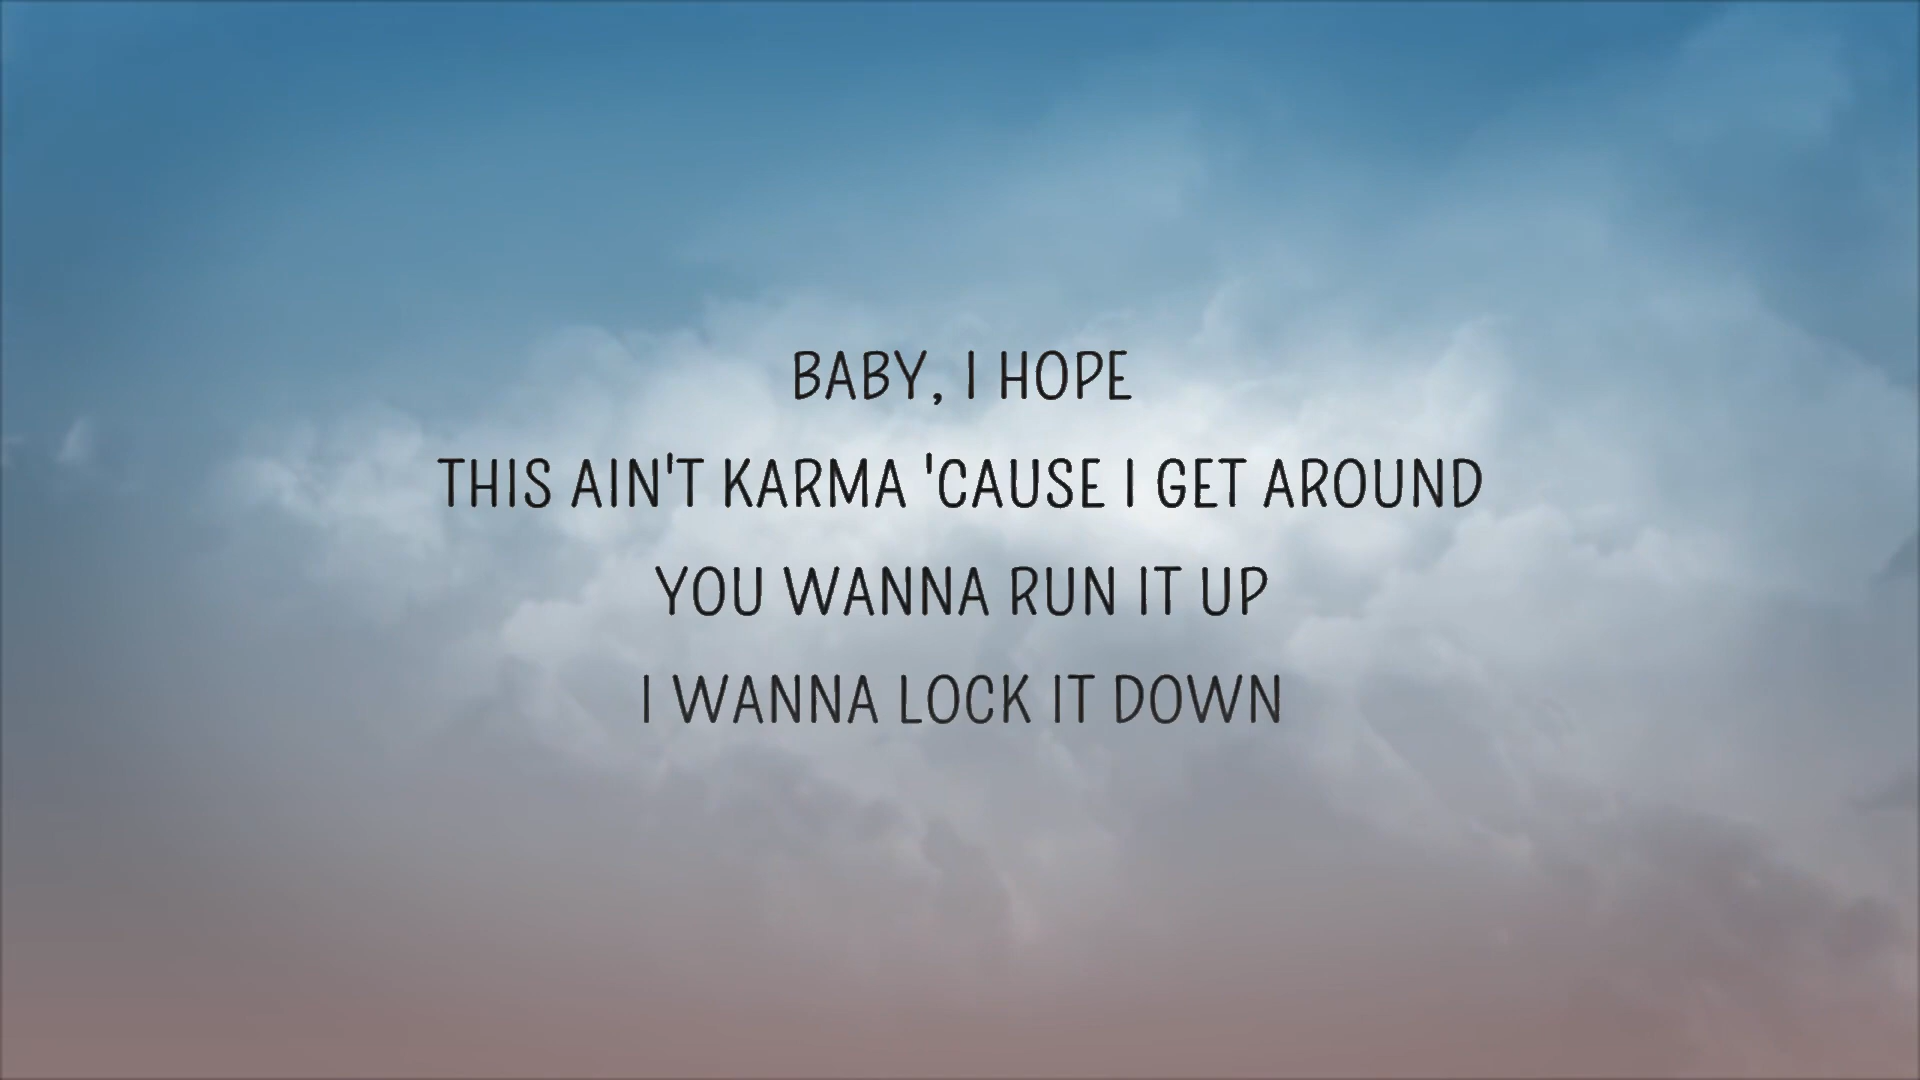 BABY, I HOPE
THIS AIN'T KARMA 'CAUSE I GET AROUND
YOU WANNA RUN IT UP
I WANNA LOCK IT DOWN